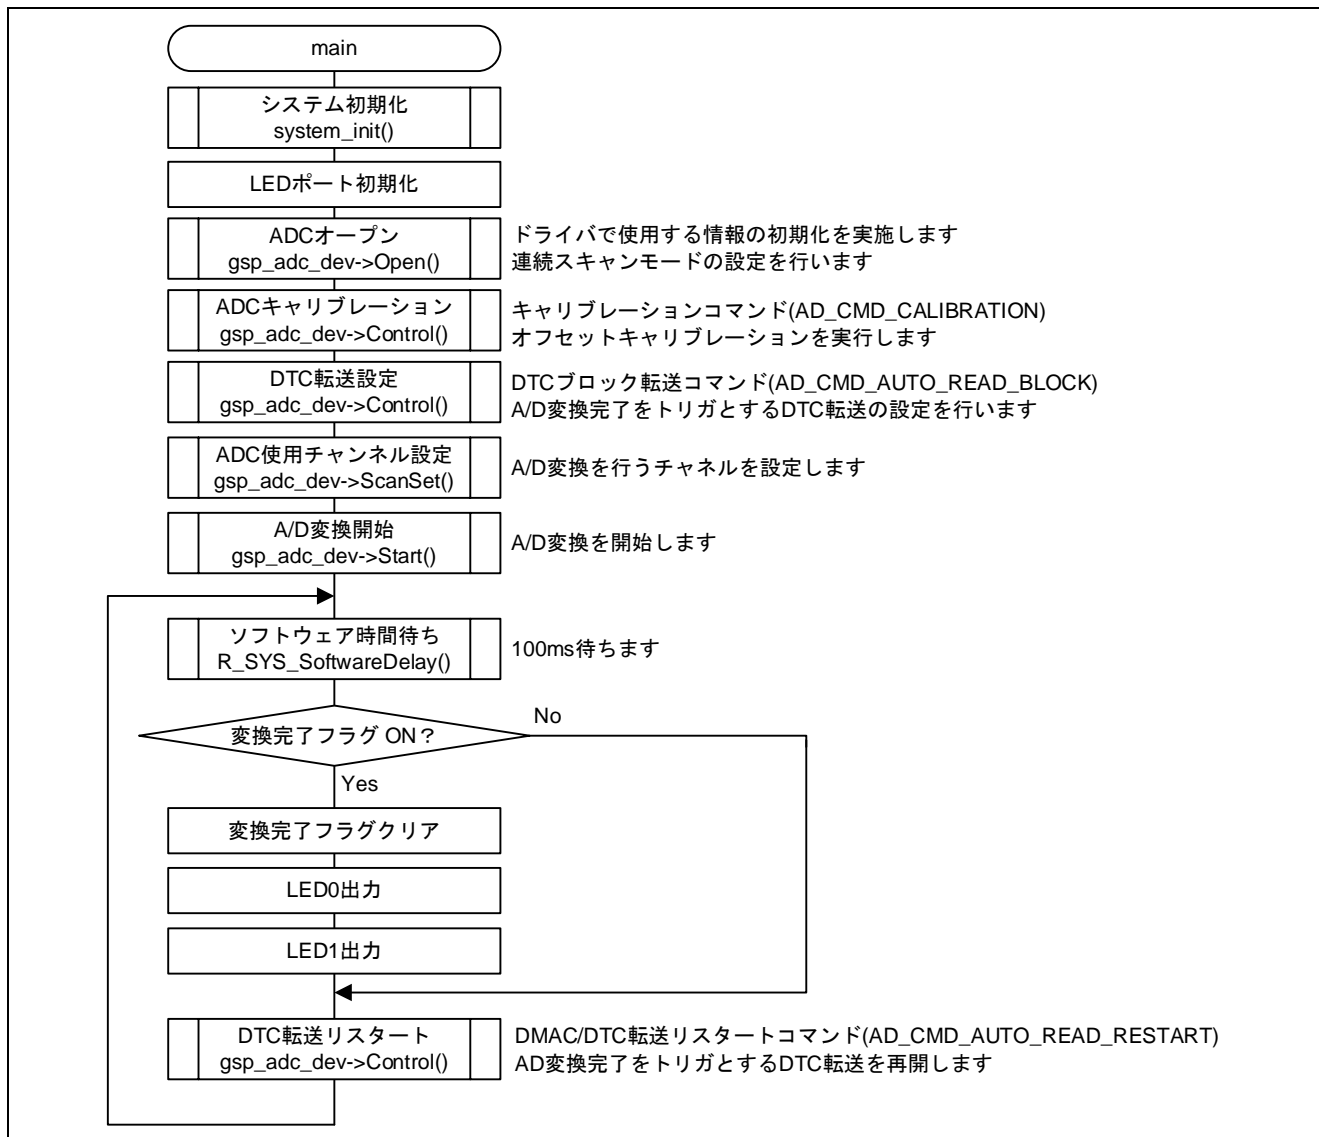 main
システム初期化
system_init()
LEDポート初期化
ADCオープン
gsp_adc_dev->Open()
ドライバで使用する情報の初期化を実施します
連続スキャンモードの設定を行います
ADCキャリブレーション
gsp_adc_dev->Control()
キャリブレーションコマンド(AD_CMD_CALIBRATION)
オフセットキャリブレーションを実行します
DTC転送設定
gsp_adc_dev->Control()
DTCブロック転送コマンド(AD_CMD_AUTO_READ_BLOCK)
A/D変換完了をトリガとするDTC転送の設定を行います
ADC使用チャンネル設定
gsp_adc_dev->ScanSet()
A/D変換を行うチャネルを設定します
A/D変換開始
gsp_adc_dev->Start()
A/D変換を開始します
ソフトウェア時間待ち
R_SYS_SoftwareDelay()
100ms待ちます
変換完了フラグ ON？
No
Yes
変換完了フラグクリア
LED0出力
LED1出力
DTC転送リスタート
gsp_adc_dev->Control()
DMAC/DTC転送リスタートコマンド(AD_CMD_AUTO_READ_RESTART)
AD変換完了をトリガとするDTC転送を再開します